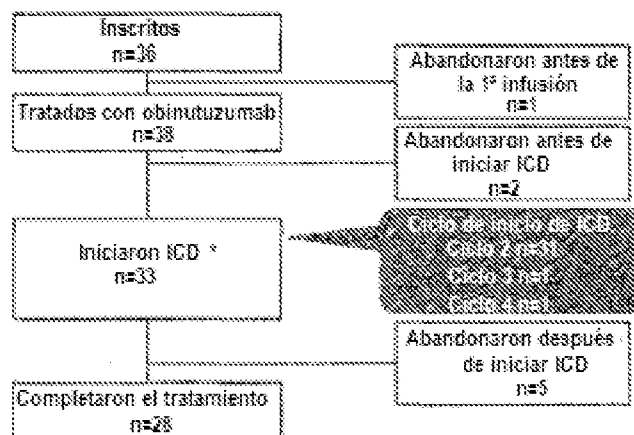 Inscritos
n=36
Abandonaron antes de
la 1ª infusión
n=1
Tratados con obinutuzumab
n=38
Abandonaron antes de
iniciar ICD
n=2
Iniciaron ICD *
n=33
Ciclo de inicio de ICD
Ciclo 2 n=31
Ciclo 3 n=1
Ciclo 4 n=1
Abandonaron después
de iniciar ICD
n=5
Completaron el tratamiento
n=28